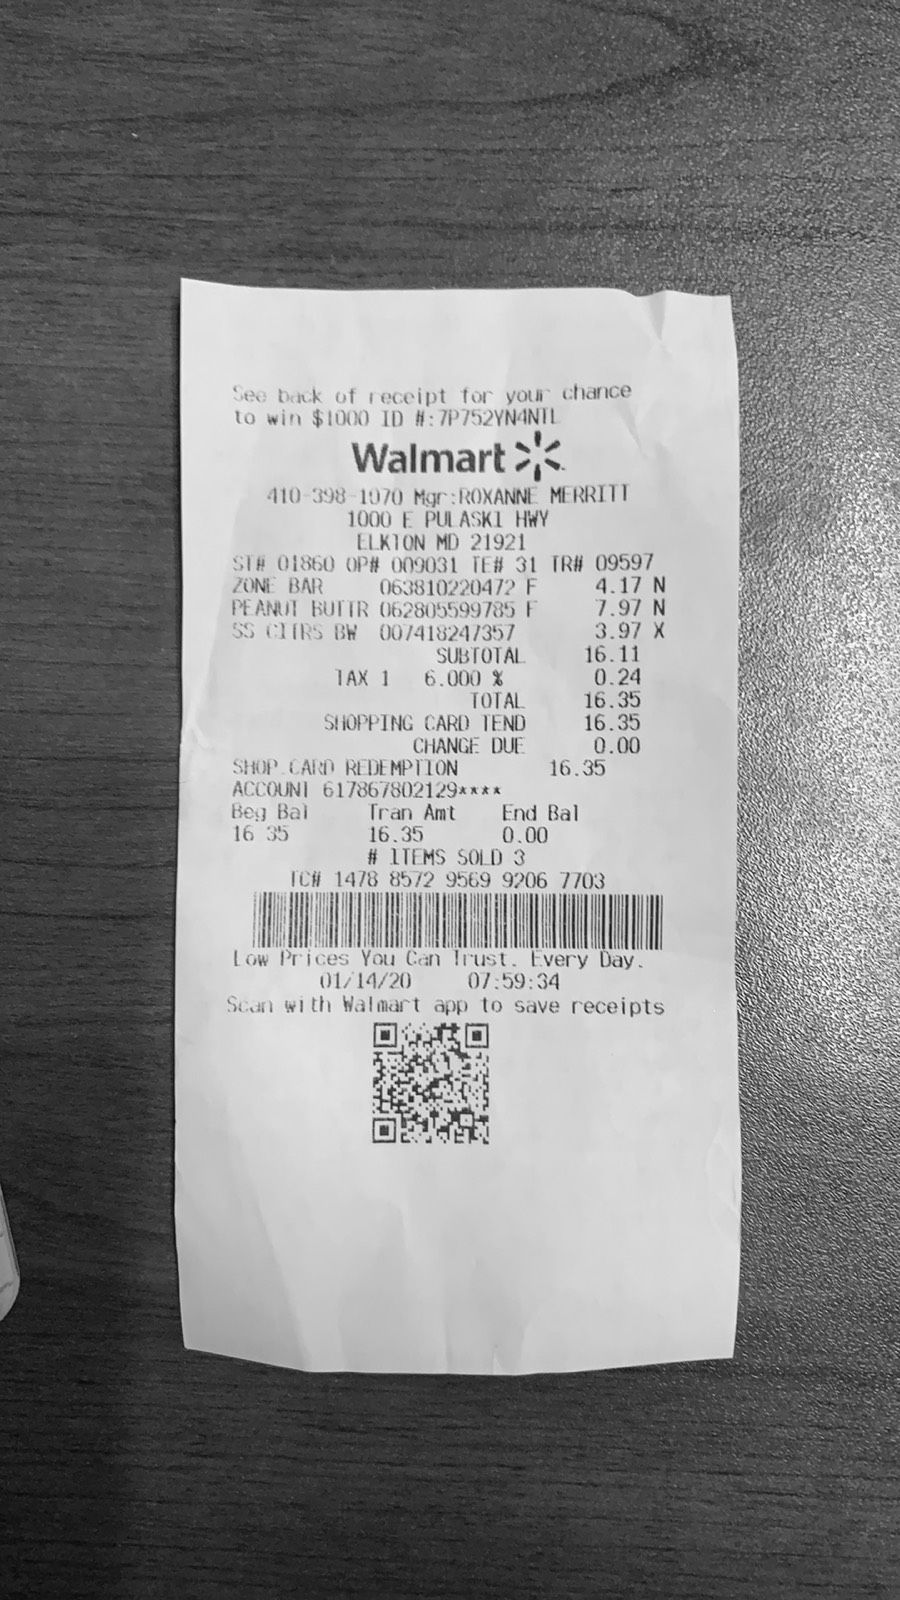 See back of receipt for your chance
to win $1000 ID #:7P752YN4NTL
Walmart
410-398-1070 Mgr:ROXANNE MERRITT
1000 E PULASKI HWY
ELKTON MD 21921
ST# 01860 OP# 009031 TE# 31 TR# 09597
ZONE BAR 063810220472 F 4.17 N
PEANUT BUTTR 062805599785 F 7.97 N
SS CITRS BW 007418247357 3.97 X
SUBTOTAL 16.11
TAX 1 6.000 % 0.24
TOTAL 16.35
SHOPPING CARD TEND 16.35
CHANGE DUE 0.00
SHOP CARD REDEMPTION 16.35
ACCOUNT 617867802129****
Beg Bal Tran Amt End Bal
16.35 16.35 0.00
# ITEMS SOLD 3
TC# 1478 8572 9569 9206 7703
Low Prices You Can Trust. Every Day.
01/14/20 07:59:34
Scan with Walmart app to save receipts